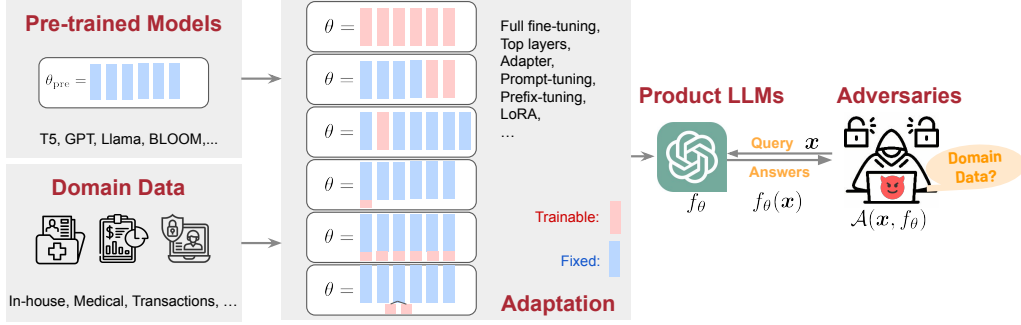 Pre-trained Models
θpre =
T5, GPT, Llama, BLOOM,...
Domain Data
In-house, Medical, Transactions, …
θ =
θ =
θ =
θ =
θ =
θ =
Full fine-tuning,
Top layers,
Adapter,
Prompt-tuning,
Prefix-tuning,
LoRA,
…
Trainable:
Fixed:
Adaptation
Product LLMs
fθ
Query x
Answers
fθ(x)
Adversaries
Domain
Data?
A(x, fθ)